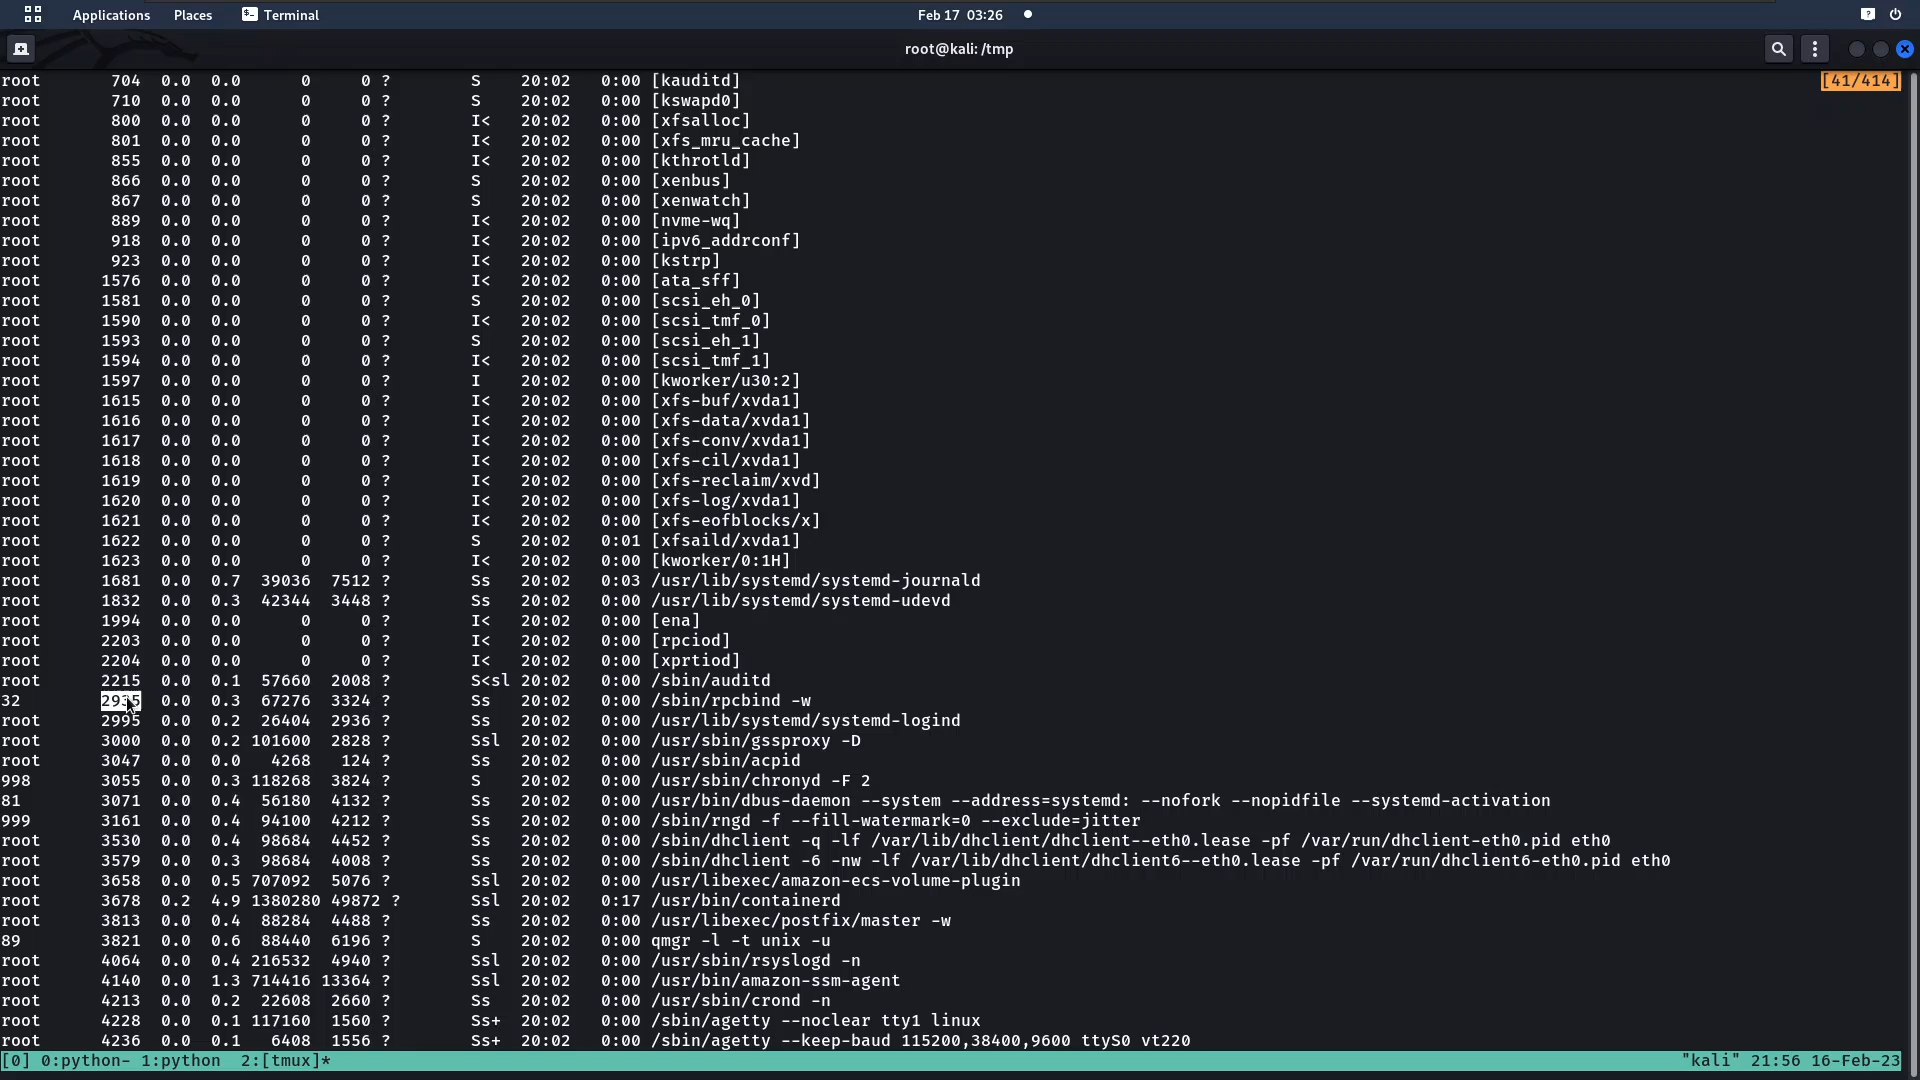 Applications Places Terminal Feb 17 03:26
root@kali: /tmp
root 704 0.0 0.0 0 0 ? S 20:02 0:00 [kauditd] [41/414]
root 710 0.0 0.0 0 0 ? S 20:02 0:00 [kswapd0]
root 800 0.0 0.0 0 0 ? I< 20:02 0:00 [xfsalloc]
root 801 0.0 0.0 0 0 ? I< 20:02 0:00 [xfs_mru_cache]
root 855 0.0 0.0 0 0 ? I< 20:02 0:00 [kthrotld]
root 866 0.0 0.0 0 0 ? S 20:02 0:00 [xenbus]
root 867 0.0 0.0 0 0 ? S 20:02 0:00 [xenwatch]
root 889 0.0 0.0 0 0 ? I< 20:02 0:00 [nvme-wq]
root 918 0.0 0.0 0 0 ? I< 20:02 0:00 [ipv6_addrconf]
root 923 0.0 0.0 0 0 ? I< 20:02 0:00 [kstrp]
root 1576 0.0 0.0 0 0 ? I< 20:02 0:00 [ata_sff]
root 1581 0.0 0.0 0 0 ? S 20:02 0:00 [scsi_eh_0]
root 1590 0.0 0.0 0 0 ? I< 20:02 0:00 [scsi_tmf_0]
root 1593 0.0 0.0 0 0 ? S 20:02 0:00 [scsi_eh_1]
root 1594 0.0 0.0 0 0 ? I< 20:02 0:00 [scsi_tmf_1]
root 1597 0.0 0.0 0 0 ? I 20:02 0:00 [kworker/u30:2]
root 1615 0.0 0.0 0 0 ? I< 20:02 0:00 [xfs-buf/xvda1]
root 1616 0.0 0.0 0 0 ? I< 20:02 0:00 [xfs-data/xvda1]
root 1617 0.0 0.0 0 0 ? I< 20:02 0:00 [xfs-conv/xvda1]
root 1618 0.0 0.0 0 0 ? I< 20:02 0:00 [xfs-cil/xvda1]
root 1619 0.0 0.0 0 0 ? I< 20:02 0:00 [xfs-reclaim/xvd]
root 1620 0.0 0.0 0 0 ? I< 20:02 0:00 [xfs-log/xvda1]
root 1621 0.0 0.0 0 0 ? I< 20:02 0:00 [xfs-eofblocks/x]
root 1622 0.0 0.0 0 0 ? S 20:02 0:01 [xfsaild/xvda1]
root 1623 0.0 0.0 0 0 ? I< 20:02 0:00 [kworker/0:1H]
root 1681 0.0 0.7 39036 7512 ? Ss 20:02 0:03 /usr/lib/systemd/systemd-journald
root 1832 0.0 0.3 42344 3448 ? Ss 20:02 0:00 /usr/lib/systemd/systemd-udevd
root 1994 0.0 0.0 0 0 ? I< 20:02 0:00 [ena]
root 2203 0.0 0.0 0 0 ? I< 20:02 0:00 [rpciod]
root 2204 0.0 0.0 0 0 ? I< 20:02 0:00 [xprtiod]
root 2215 0.0 0.1 57660 2008 ? S<sl 20:02 0:00 /sbin/auditd
32 2935 0.0 0.3 67276 3324 ? Ss 20:02 0:00 /sbin/rpcbind -w
root 2995 0.0 0.2 26404 2936 ? Ss 20:02 0:00 /usr/lib/systemd/systemd-logind
root 3000 0.0 0.2 101600 2828 ? Ssl 20:02 0:00 /usr/sbin/gssproxy -D
root 3047 0.0 0.0 4268 124 ? Ss 20:02 0:00 /usr/sbin/acpid
998 3055 0.0 0.3 118268 3824 ? S 20:02 0:00 /usr/sbin/chronyd -F 2
81 3071 0.0 0.4 56180 4132 ? Ss 20:02 0:00 /usr/bin/dbus-daemon --system --address=systemd: --nofork --nopidfile --systemd-activation
999 3161 0.0 0.4 94100 4212 ? Ss 20:02 0:00 /sbin/rngd -f --fill-watermark=0 --exclude=jitter
root 3530 0.0 0.4 98684 4452 ? Ss 20:02 0:00 /sbin/dhclient -q -lf /var/lib/dhclient/dhclient--eth0.lease -pf /var/run/dhclient-eth0.pid eth0
root 3579 0.0 0.3 98684 4008 ? Ss 20:02 0:00 /sbin/dhclient -6 -nw -lf /var/lib/dhclient/dhclient6--eth0.lease -pf /var/run/dhclient6-eth0.pid eth0
root 3658 0.0 0.5 707092 5076 ? Ssl 20:02 0:00 /usr/libexec/amazon-ecs-volume-plugin
root 3678 0.2 4.9 1380280 49872 ? Ssl 20:02 0:17 /usr/bin/containerd
root 3813 0.0 0.4 88284 4488 ? Ss 20:02 0:00 /usr/libexec/postfix/master -w
89 3821 0.0 0.6 88440 6196 ? S 20:02 0:00 qmgr -l -t unix -u
root 4064 0.0 0.4 216532 4940 ? Ssl 20:02 0:00 /usr/sbin/rsyslogd -n
root 4140 0.0 1.3 714416 13364 ? Ssl 20:02 0:00 /usr/bin/amazon-ssm-agent
root 4213 0.0 0.2 22608 2660 ? Ss 20:02 0:00 /usr/sbin/crond -n
root 4228 0.0 0.1 117160 1560 ? Ss+ 20:02 0:00 /sbin/agetty --noclear tty1 linux
root 4236 0.0 0.1 6408 1556 ? Ss+ 20:02 0:00 /sbin/agetty --keep-baud 115200,38400,9600 ttyS0 vt220
[0] 0:python- 1:python 2:[tmux]* "kali" 21:56 16-Feb-23